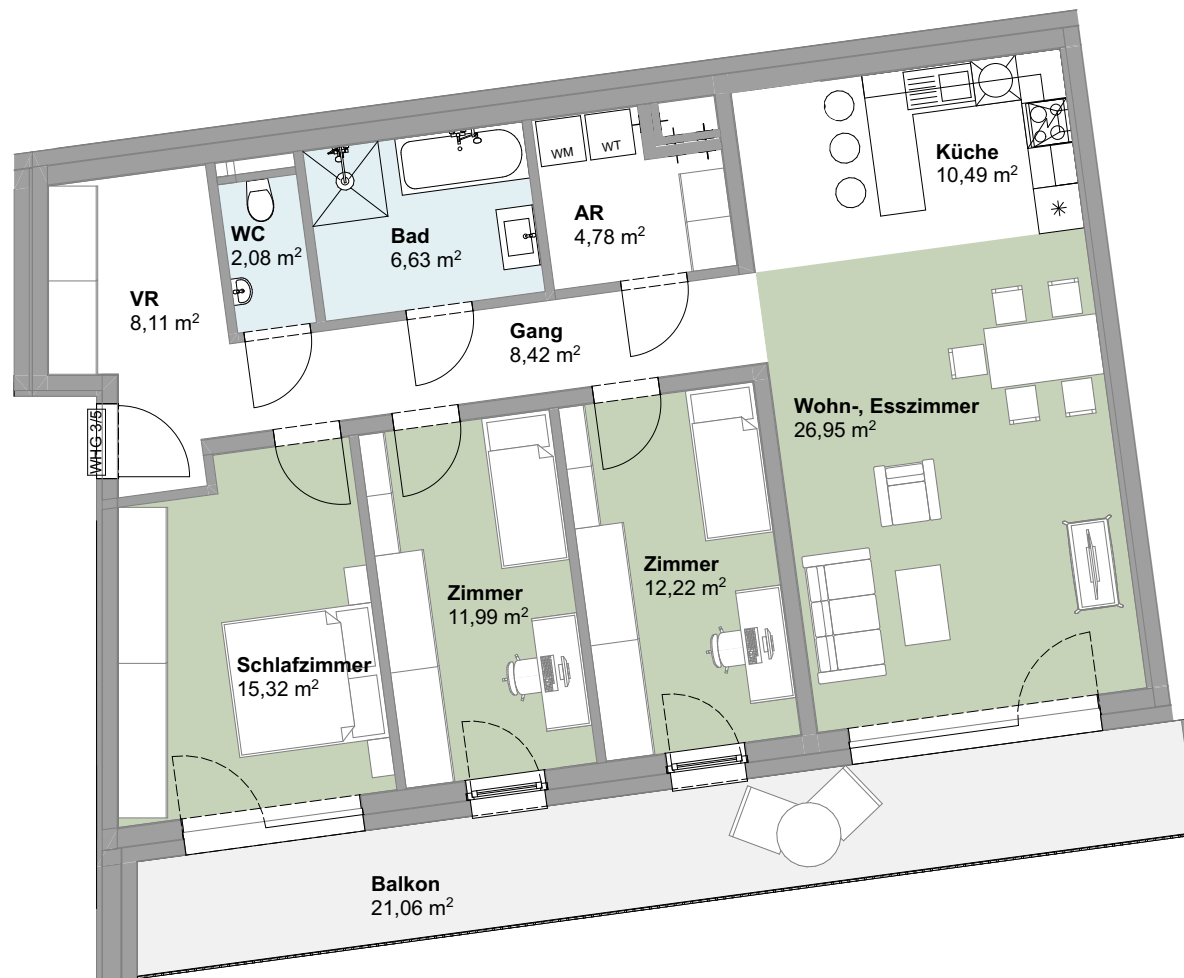 Küche
10,49 m²
WM
WT
AR
4,78 m²
WC
2,08 m²
Bad
6,63 m²
VR
8,11 m²
Gang
8,42 m²
Wohn-, Esszimmer
26,95 m²
WHG 3/5
Zimmer
12,22 m²
Zimmer
11,99 m²
Schlafzimmer
15,32 m²
Balkon
21,06 m²